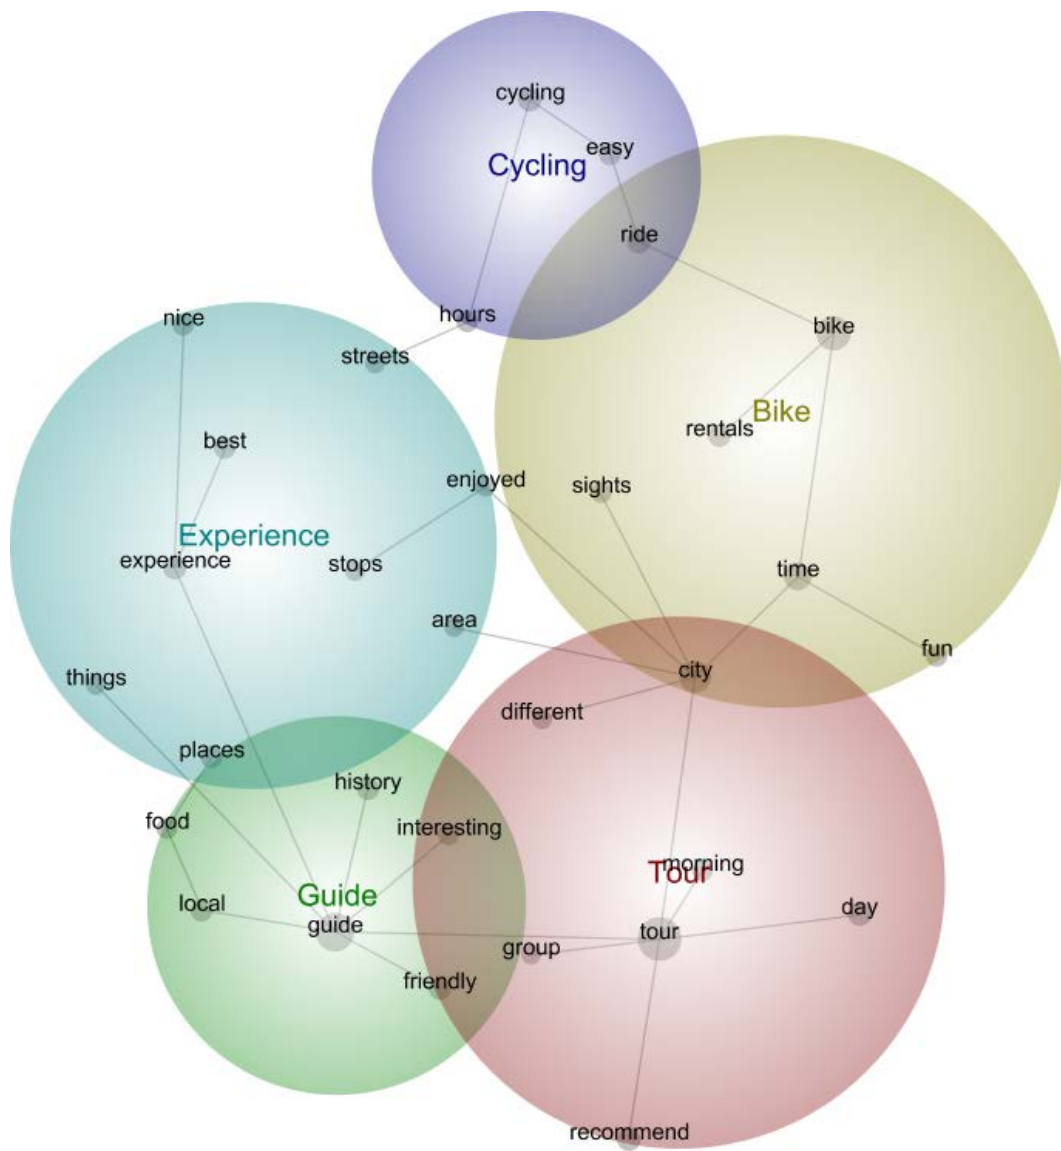 cycling
easy
Cycling
ride
hours
nice
streets
bike
best
Bike
rentals
enjoyed
sights
Experience
experience
stops
time
area
fun
things
city
different
places
history
food
interesting
morning
Tour
Guide
local
guide
day
tour
group
friendly
recommend